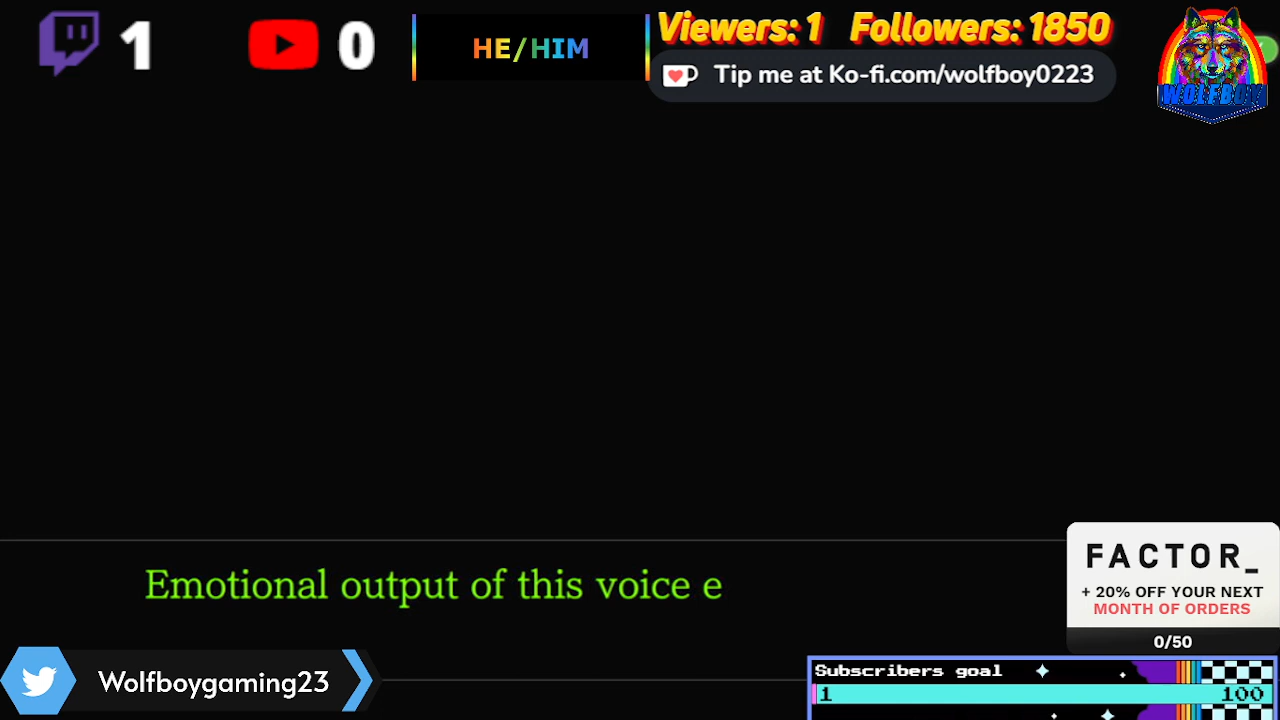 1
0
HE/HIM
Viewers: 1 Followers: 1850
Tip me at Ko-fi.com/wolfboy0223
WOLFBOY
Emotional output of this voice e
FACTOR_
+ 20% OFF YOUR NEXT
MONTH OF ORDERS
0/50
Wolfboygaming23
Subscribers goal
1 100